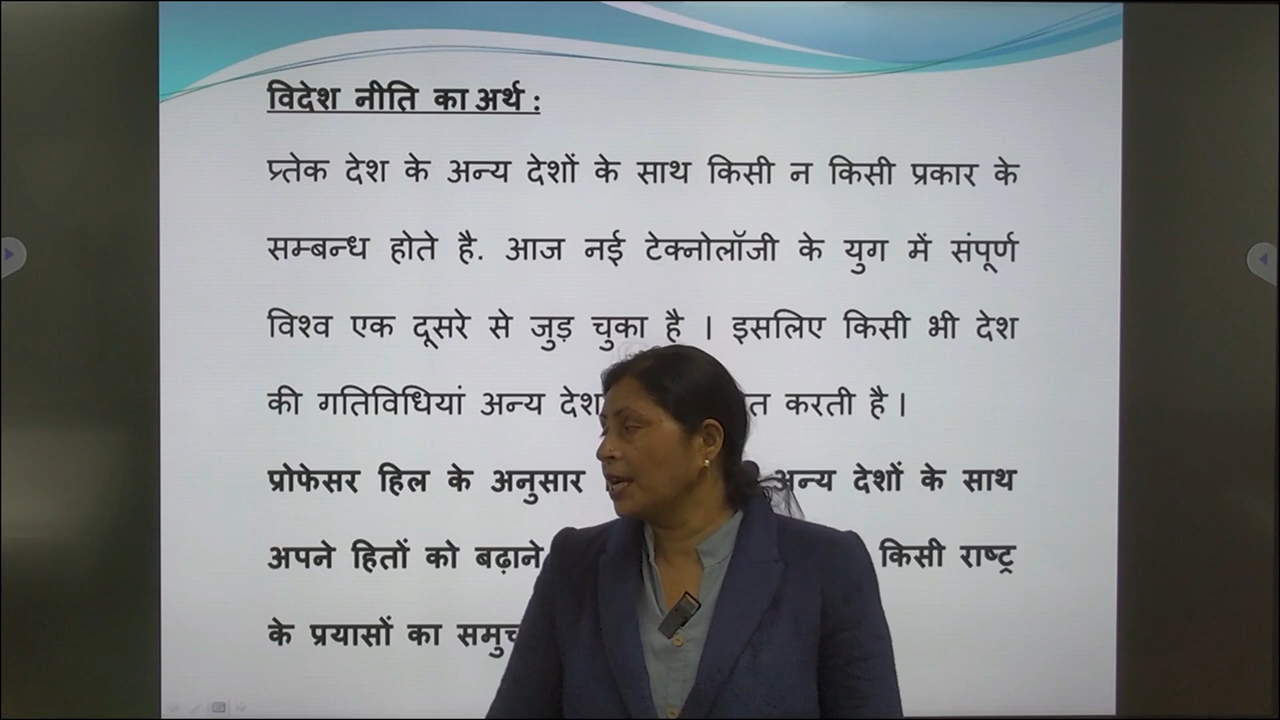 विदेश नीति का अर्थ :
प्र्तेक देश के अन्य देशों के साथ किसी न किसी प्रकार के
सम्बन्ध होते है. आज नई टेक्नोलॉजी के युग में संपूर्ण
विश्व एक दूसरे से जुड़ चुका है । इसलिए किसी भी देश
की गतिविधियां अन्य करती है ।
प्रोफेसर हिल के अनुसार अन्य देशों के साथ
अपने हितों को बढ़ाने किसी राष्ट्र
के प्रयासों का